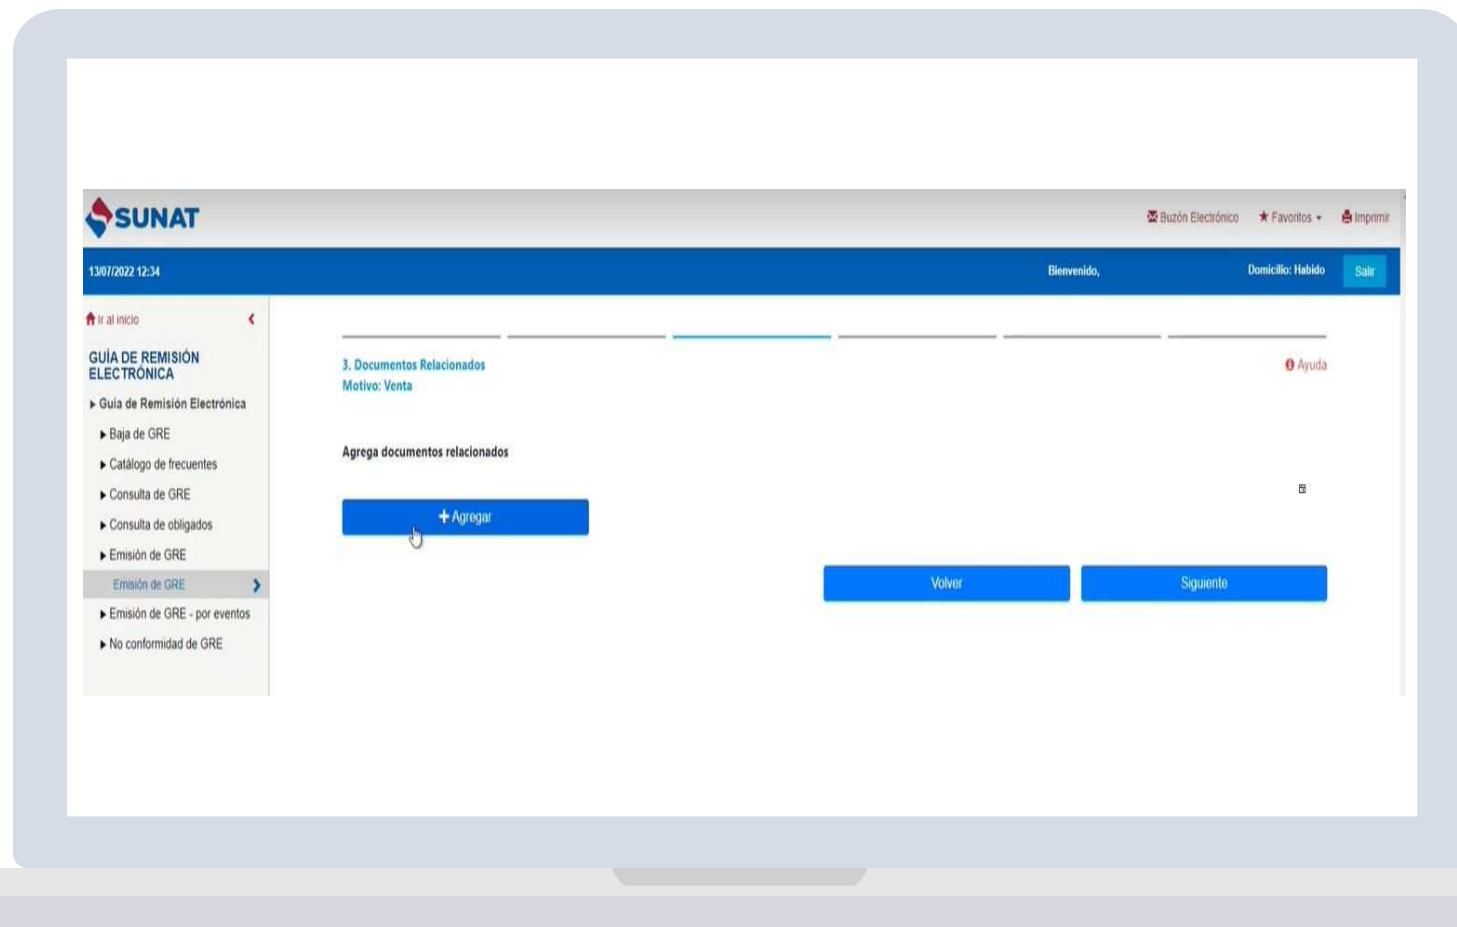 SUNAT
Buzón Electrónico Favoritos Imprimir
13/07/2022 12:34 Bienvenido, Domicilio: Habido Salir
Ir al inicio
GUÍA DE REMISIÓN
ELECTRÓNICA
Guia de Remisión Electrónica
Baja de GRE
Catálogo de frecuentes
Consulta de GRE
Consulta de obligados
Emisión de GRE
Emisión de GRE
Emisión de GRE - por eventos
No conformidad de GRE
3. Documentos Relacionados
Motivo: Venta
Ayuda
Agrega documentos relacionados
+ Agregar
Volver Siguiente